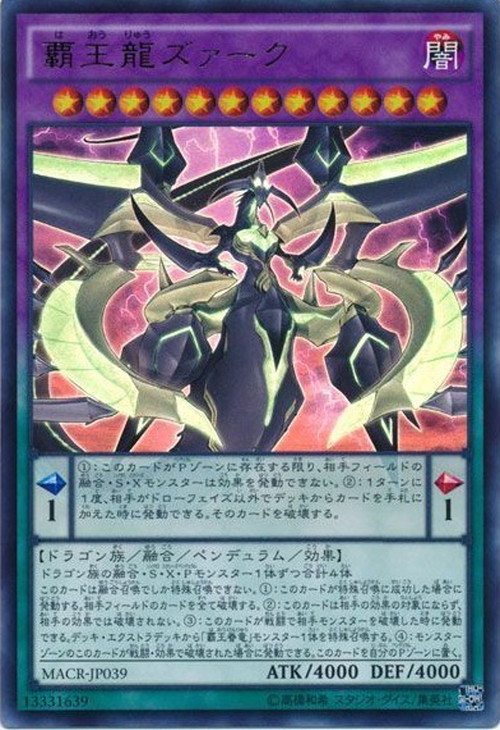 覇王龍ズァーク
闇
①:このカードがPゾーンに存在する限り、相手フィールドの
融合・S・Xモンスターは効果を発動できない。②:1ターンに
1度、相手がドローフェイズ以外でデッキからカードを手札に
加えた時に発動できる。そのカードを破壊する。
1
1
【ドラゴン族/融合/ペンデュラム/効果】
ドラゴン族の融合・S・X・Pモンスター1体ずつ合計4体
このカードは融合召喚でしか特殊召喚できない。①:このカードが特殊召喚に成功した場合に
発動する。相手フィールドのカードを全て破壊する。②:このカードは相手の効果の対象にならず、
相手の効果では破壊されない。③:このカードが戦闘で相手モンスターを破壊した時に発動
できる。デッキ・エクストラデッキから「覇王眷竜」モンスター1体を特殊召喚する。④:モンスター
ゾーンのこのカードが戦闘・効果で破壊された場合に発動できる。このカードを自分のPゾーンに置く。
MACR-JP039
ATK/4000 DEF/4000
13331639
©高橋和希 スタジオ・ダイス/集英社